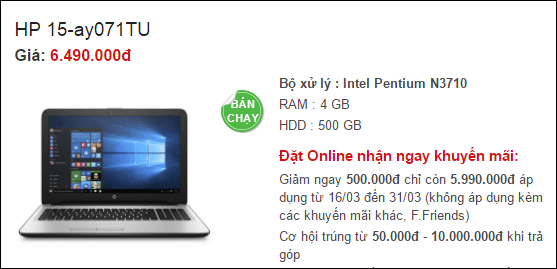 HP 15-ay071TU
Giá: 6.490.000đ
BÁN
CHẠY
Bộ xử lý : Intel Pentium N3710
RAM : 4 GB
HDD : 500 GB
Đặt Online nhận ngay khuyến mãi:
Giảm ngay 500.000đ chỉ còn 5.990.000đ áp
dụng từ 16/03 đến 31/03 (không áp dụng kèm
các khuyến mãi khác, F.Friends)
Cơ hội trúng từ 50.000đ - 10.000.000đ khi trả
góp